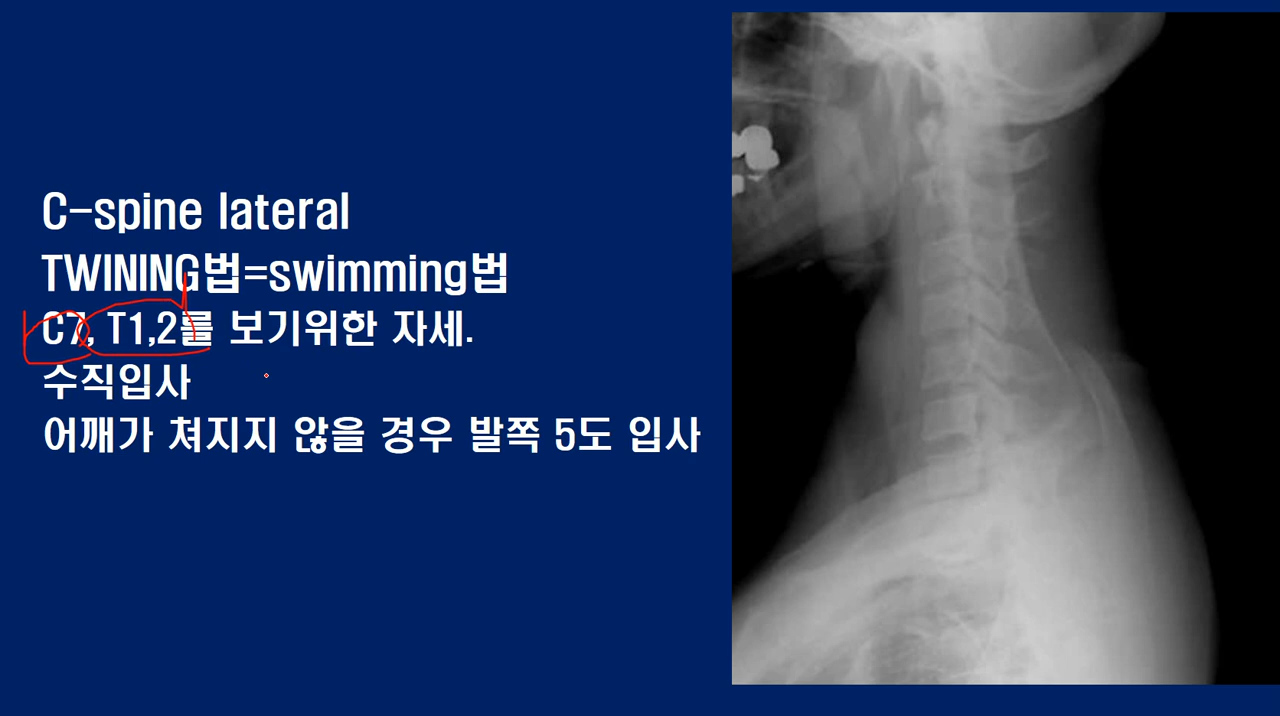 C-spine lateral
TWINING법=swimming법
C7, T1,2를 보기위한 자세.
수직입사
어깨가 쳐지지 않을 경우 발쪽 5도 입사